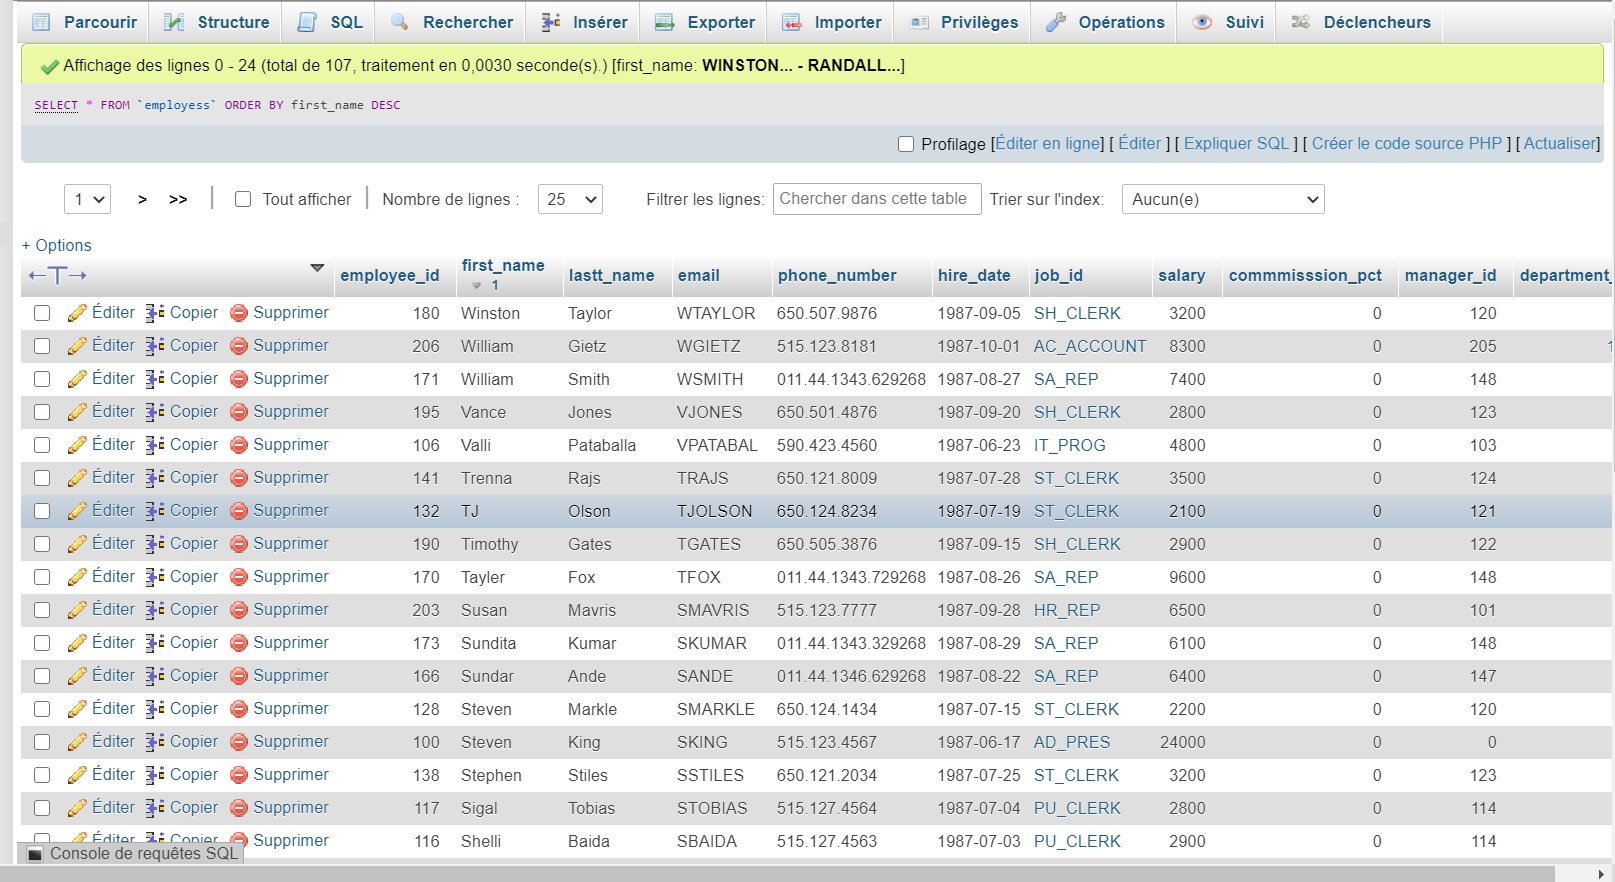 Parcourir Structure SQL Rechercher Insérer Exporter Importer Privilèges Opérations Suivi Déclencheurs
Affichage des lignes 0 - 24 (total de 107, traitement en 0,0030 seconde(s).) [first_name: WINSTON... - RANDALL...]
SELECT * FROM `employess` ORDER BY first_name DESC
Profilage [Éditer en ligne] [ Éditer ] [ Expliquer SQL ] [ Créer le code source PHP ] [ Actualiser]
1 > >> Tout afficher Nombre de lignes : 25 Filtrer les lignes: Chercher dans cette table Trier sur l'index: Aucun(e)
+ Options
←T→ employee_id first_name 1 lastt_name email phone_number hire_date job_id salary commmisssion_pct manager_id department_
Éditer Copier Supprimer 180 Winston Taylor WTAYLOR 650.507.9876 1987-09-05 SH_CLERK 3200 0 120
Éditer Copier Supprimer 206 William Gietz WGIETZ 515.123.8181 1987-10-01 AC_ACCOUNT 8300 0 205 1
Éditer Copier Supprimer 171 William Smith WSMITH 011.44.1343.629268 1987-08-27 SA_REP 7400 0 148
Éditer Copier Supprimer 195 Vance Jones VJONES 650.501.4876 1987-09-20 SH_CLERK 2800 0 123
Éditer Copier Supprimer 106 Valli Pataballa VPATABAL 590.423.4560 1987-06-23 IT_PROG 4800 0 103
Éditer Copier Supprimer 141 Trenna Rajs TRAJS 650.121.8009 1987-07-28 ST_CLERK 3500 0 124
Éditer Copier Supprimer 132 TJ Olson TJOLSON 650.124.8234 1987-07-19 ST_CLERK 2100 0 121
Éditer Copier Supprimer 190 Timothy Gates TGATES 650.505.3876 1987-09-15 SH_CLERK 2900 0 122
Éditer Copier Supprimer 170 Tayler Fox TFOX 011.44.1343.729268 1987-08-26 SA_REP 9600 0 148
Éditer Copier Supprimer 203 Susan Mavris SMAVRIS 515.123.7777 1987-09-28 HR_REP 6500 0 101
Éditer Copier Supprimer 173 Sundita Kumar SKUMAR 011.44.1343.329268 1987-08-29 SA_REP 6100 0 148
Éditer Copier Supprimer 166 Sundar Ande SANDE 011.44.1346.629268 1987-08-22 SA_REP 6400 0 147
Éditer Copier Supprimer 128 Steven Markle SMARKLE 650.124.1434 1987-07-15 ST_CLERK 2200 0 120
Éditer Copier Supprimer 100 Steven King SKING 515.123.4567 1987-06-17 AD_PRES 24000 0 0
Éditer Copier Supprimer 138 Stephen Stiles SSTILES 650.121.2034 1987-07-25 ST_CLERK 3200 0 123
Éditer Copier Supprimer 117 Sigal Tobias STOBIAS 515.127.4564 1987-07-04 PU_CLERK 2800 0 114
Éditer Copier Supprimer 116 Shelli Baida SBAIDA 515.127.4563 1987-07-03 PU_CLERK 2900 0 114
Console de requêtes SQL